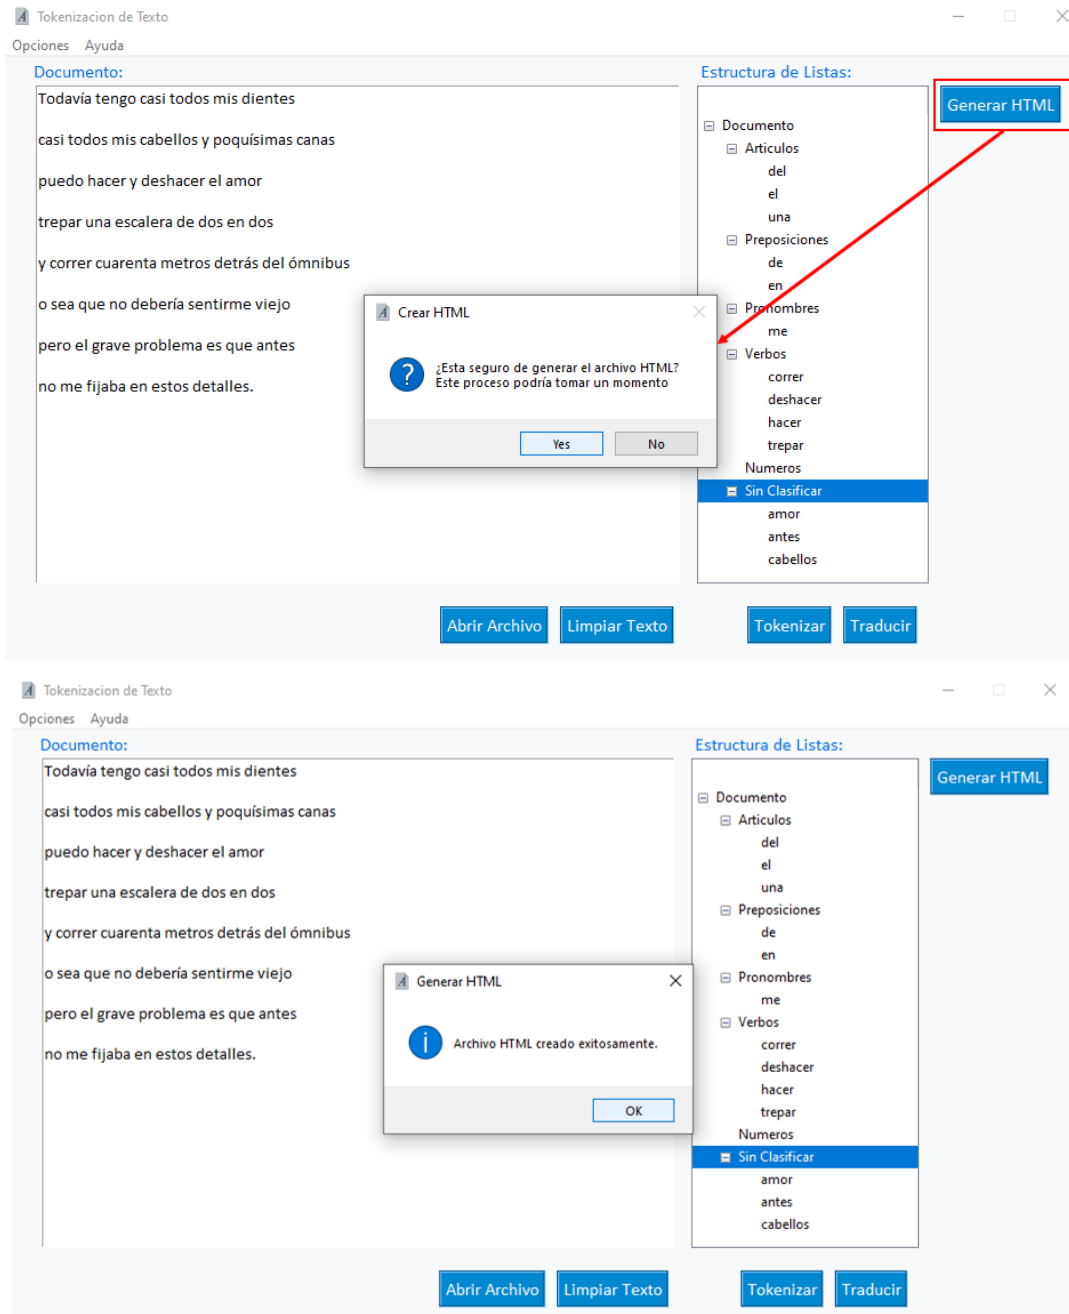 Tokenizacion de Texto
Opciones Ayuda
Documento:
Todavía tengo casi todos mis dientes
casi todos mis cabellos y poquísimas canas
puedo hacer y deshacer el amor
trepar una escalera de dos en dos
y correr cuarenta metros detrás del ómnibus
o sea que no debería sentirme viejo
pero el grave problema es que antes
no me fijaba en estos detalles.
Estructura de Listas:
Documento
Articulos
del
el
una
Preposiciones
de
en
Pronombres
me
Verbos
correr
deshacer
hacer
trepar
Numeros
Sin Clasificar
amor
antes
cabellos
Generar HTML
Crear HTML
¿Esta seguro de generar el archivo HTML?
Este proceso podría tomar un momento
Yes No
Abrir Archivo Limpiar Texto Tokenizar Traducir
Tokenizacion de Texto
Opciones Ayuda
Documento:
Todavía tengo casi todos mis dientes
casi todos mis cabellos y poquísimas canas
puedo hacer y deshacer el amor
trepar una escalera de dos en dos
y correr cuarenta metros detrás del ómnibus
o sea que no debería sentirme viejo
pero el grave problema es que antes
no me fijaba en estos detalles.
Estructura de Listas:
Documento
Articulos
del
el
una
Preposiciones
de
en
Pronombres
me
Verbos
correr
deshacer
hacer
trepar
Numeros
Sin Clasificar
amor
antes
cabellos
Generar HTML
Generar HTML
Archivo HTML creado exitosamente.
OK
Abrir Archivo Limpiar Texto Tokenizar Traducir